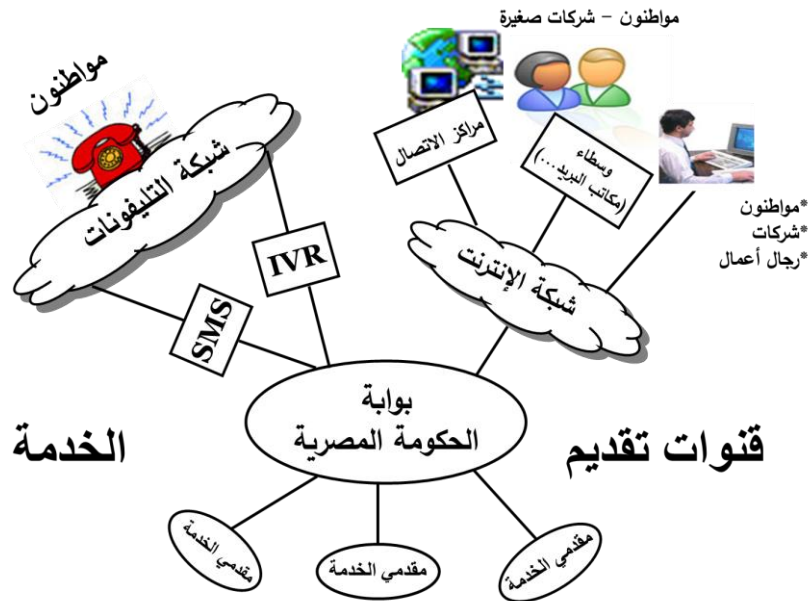 مواطنون – شركات صغيرة
مواطنون
شبكة التليفونات
مراكز الاتصال
وسطاء
(مكاتب البريد...)
*مواطنون
*شركات
*رجال أعمال
شبكة الإنترنت
IVR
SMS
بوابة
الحكومة المصرية
قنوات تقديم
الخدمة
مقدمي الخدمة
مقدمي الخدمة
مقدمي الخدمة